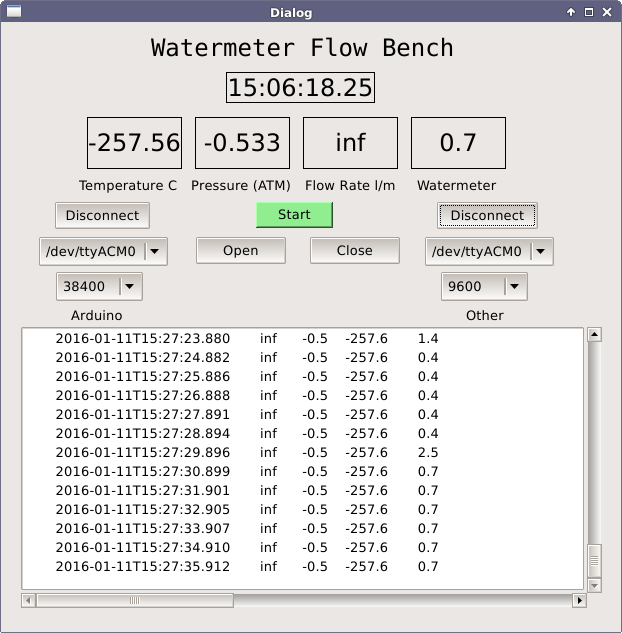 Dialog
Watermeter Flow Bench
15:06:18.25
-257.56 -0.533 inf 0.7
Temperature C Pressure (ATM) Flow Rate l/m Watermeter
Disconnect Start Disconnect
/dev/ttyACM0 Open Close /dev/ttyACM0
38400 9600
Arduino Other
2016-01-11T15:27:23.880 inf -0.5 -257.6 1.4
2016-01-11T15:27:24.882 inf -0.5 -257.6 0.4
2016-01-11T15:27:25.886 inf -0.5 -257.6 0.4
2016-01-11T15:27:26.888 inf -0.5 -257.6 0.4
2016-01-11T15:27:27.891 inf -0.5 -257.6 0.4
2016-01-11T15:27:28.894 inf -0.5 -257.6 0.4
2016-01-11T15:27:29.896 inf -0.5 -257.6 2.5
2016-01-11T15:27:30.899 inf -0.5 -257.6 0.7
2016-01-11T15:27:31.901 inf -0.5 -257.6 0.7
2016-01-11T15:27:32.905 inf -0.5 -257.6 0.7
2016-01-11T15:27:33.907 inf -0.5 -257.6 0.7
2016-01-11T15:27:34.910 inf -0.5 -257.6 0.7
2016-01-11T15:27:35.912 inf -0.5 -257.6 0.7